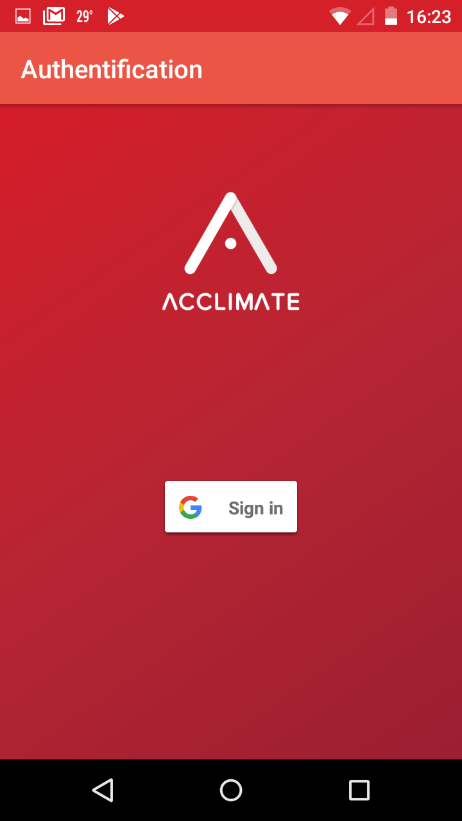 29° 16:23
Authentification
ACCLIMATE
Sign in